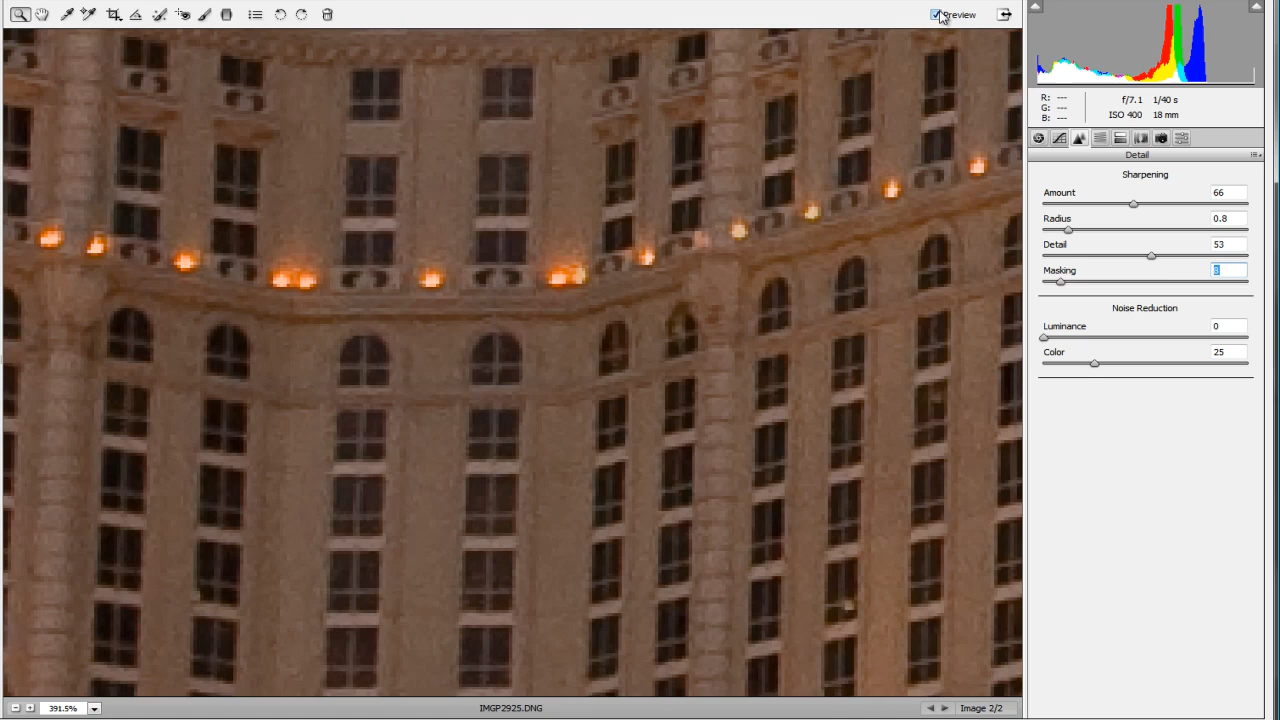 Preview
R: ---
G: ---
B: ---
f/7.1 1/40 s
ISO 400 18 mm
Detail
Sharpening
Amount 66
Radius 0.8
Detail 53
Masking 8
Noise Reduction
Luminance 0
Color 25
391.5%
IMGP2925.DNG
Image 2/2